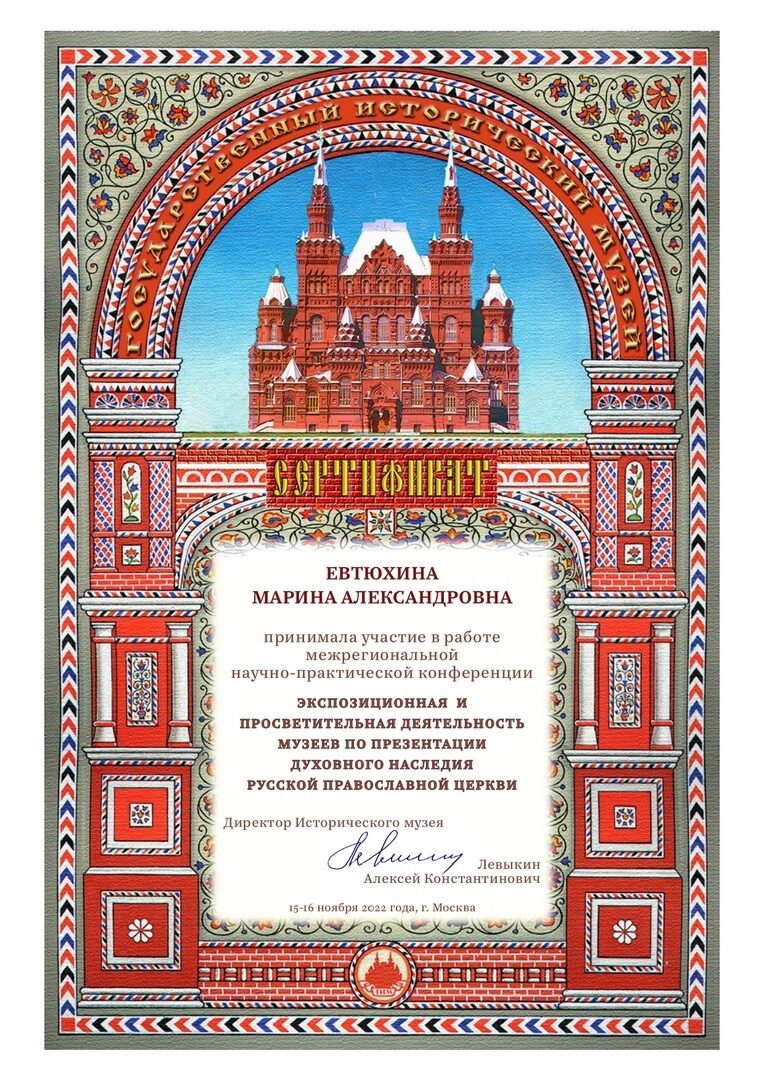 ГОСУДАРСТВЕННЫЙ ИСТОРИЧЕСКИЙ МУЗЕЙ
СЕРТИФИКАТ
ЕВТЮХИНА
МАРИНА АЛЕКСАНДРОВНА
принимала участие в работе
межрегиональной
научно-практической конференции
ЭКСПОЗИЦИОННАЯ И
ПРОСВЕТИТЕЛЬНАЯ ДЕЯТЕЛЬНОСТЬ
МУЗЕЕВ ПО ПРЕЗЕНТАЦИИ
ДУХОВНОГО НАСЛЕДИЯ
РУССКОЙ ПРАВОСЛАВНОЙ ЦЕРКВИ
Директор Исторического музея
Левыкин
Алексей Константинович
15-16 ноября 2022 года, г. Москва
ГИМ